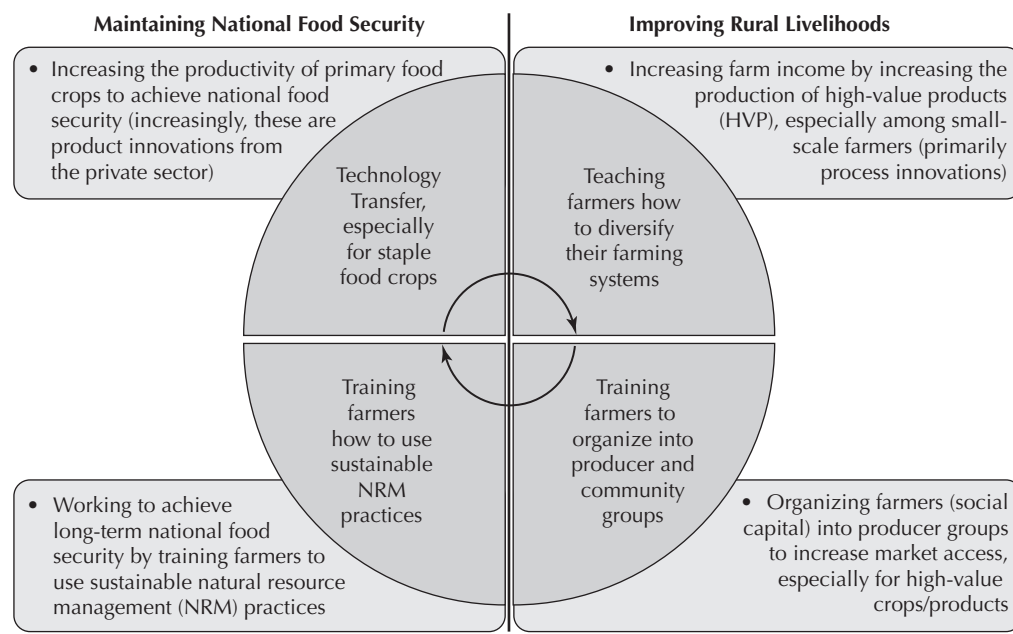 Maintaining National Food Security
Improving Rural Livelihoods
• Increasing the productivity of primary food
crops to achieve national food
security (increasingly, these are
product innovations from
the private sector)
• Increasing farm income by increasing the
production of high-value products
(HVP), especially among small-
scale farmers (primarily
process innovations)
Technology
Transfer,
especially
for staple
food crops
Teaching
farmers how
to diversify
their farming
systems
Training
farmers
how to use
sustainable
NRM
practices
Training
farmers to
organize into
producer and
community
groups
• Working to achieve
long-term national food
security by training farmers to
use sustainable natural resource
management (NRM) practices
• Organizing farmers (social
capital) into producer groups
to increase market access,
especially for high-value
crops/products